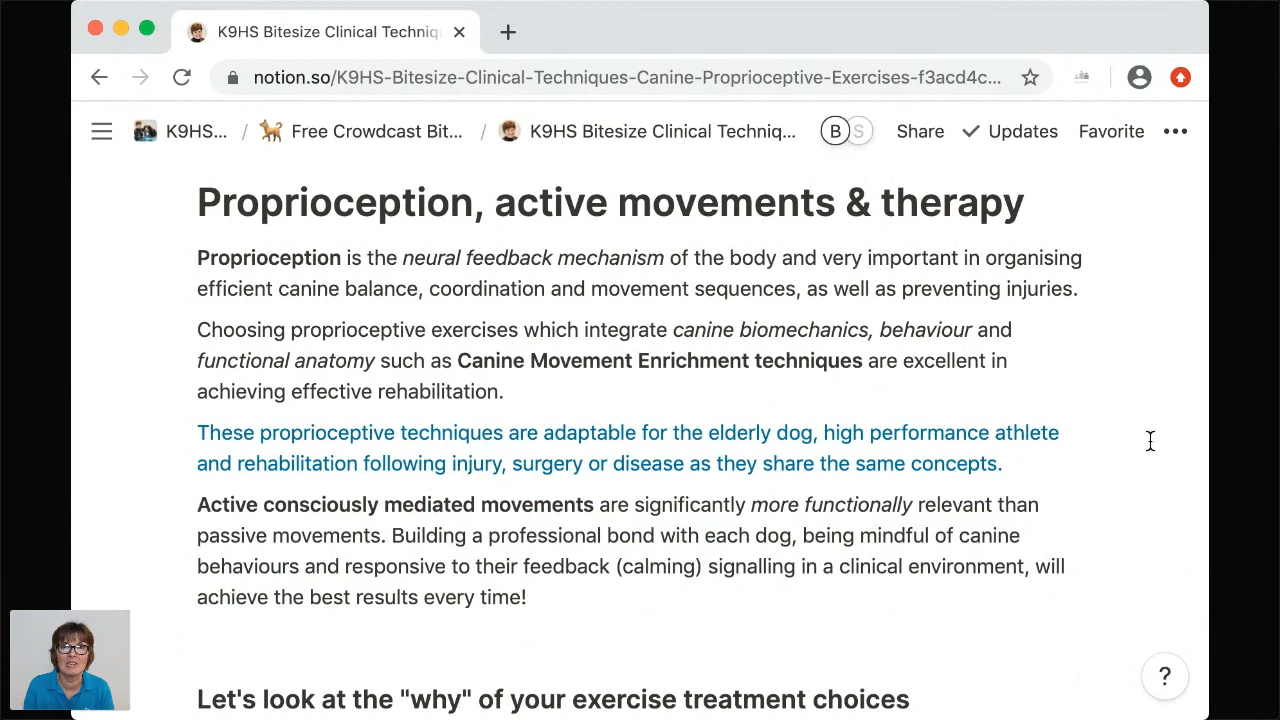 K9HS Bitesize Clinical Techniq
notion.so/K9HS-Bitesize-Clinical-Techniques-Canine-Proprioceptive-Exercises-f3acd4c...
K9HS... / Free Crowdcast Bit... / K9HS Bitesize Clinical Techniq... B S Share Updates Favorite
Proprioception, active movements & therapy
Proprioception is the neural feedback mechanism of the body and very important in organising
efficient canine balance, coordination and movement sequences, as well as preventing injuries.
Choosing proprioceptive exercises which integrate canine biomechanics, behaviour and
functional anatomy such as Canine Movement Enrichment techniques are excellent in
achieving effective rehabilitation.
These proprioceptive techniques are adaptable for the elderly dog, high performance athlete
and rehabilitation following injury, surgery or disease as they share the same concepts.
Active consciously mediated movements are significantly more functionally relevant than
passive movements. Building a professional bond with each dog, being mindful of canine
behaviours and responsive to their feedback (calming) signalling in a clinical environment, will
achieve the best results every time!
?
Let's look at the "why" of your exercise treatment choices